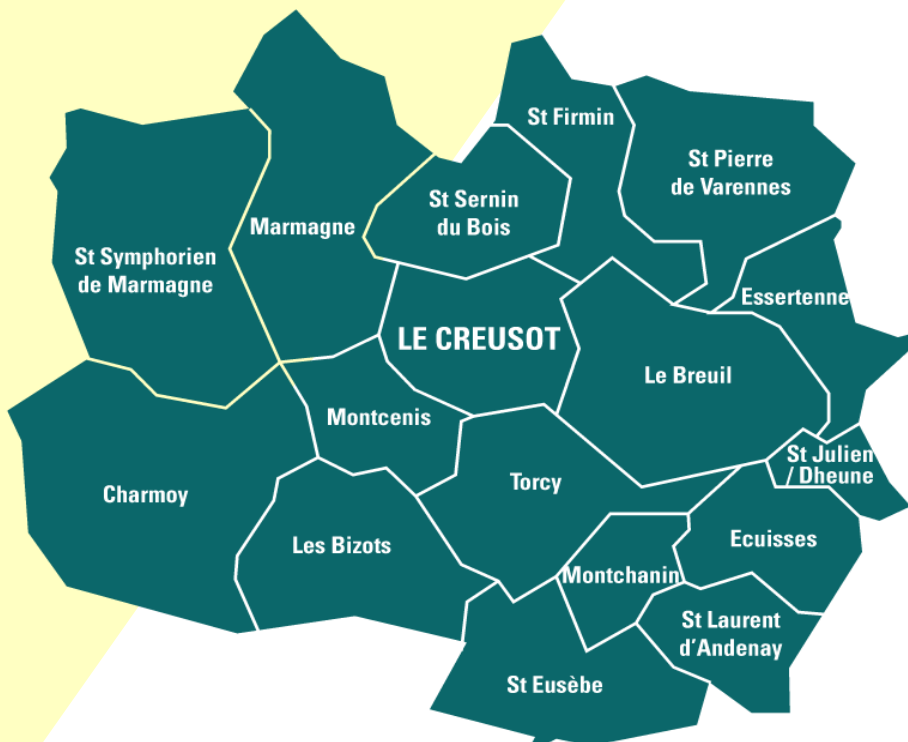 St Firmin
St Pierre
de Varennes
St Sernin
du Bois
Marmagne
St Symphorien
de Marmagne
Essertenne
LE CREUSOT
Le Breuil
Montcenis
St Julien
/ Dheune
Torcy
Charmoy
Ecuisses
Les Bizots
Montchanin
St Laurent
d'Andenay
St Eusèbe